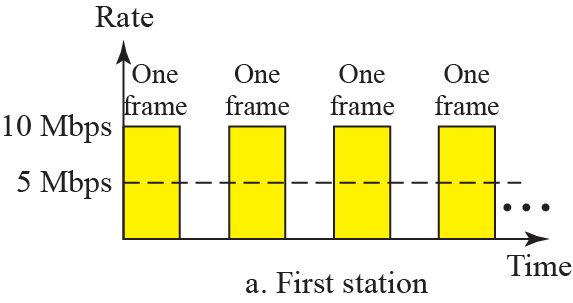 Rate
One One One One
frame frame frame frame
10 Mbps
5 Mbps
...
Time
a. First station